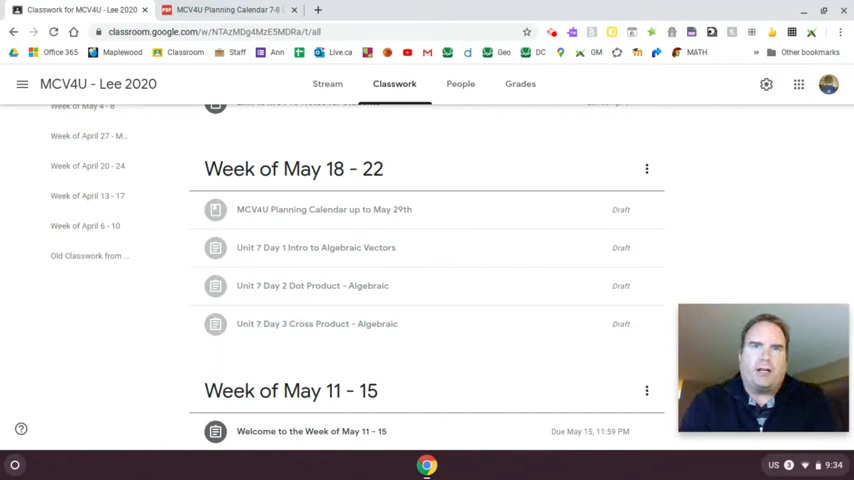 Classwork for MCV4U - Lee 2020
MCV4U Planning Calendar 7-8 L
classroom.google.com/w/NTAzMDg4MzE5MDRa/t/all
Office 365
Maplewood
Classroom
Staff
Ann
Live.ca
M
Geo
DC
GM
MATH
Other bookmarks
MCV4U - Lee 2020
Stream
Classwork
People
Grades
Week of May 4 - 8
Week of April 27 - M...
Week of April 20 - 24
Week of April 13 - 17
Week of April 6 - 10
Old Classwork from ...
Week of May 18 - 22
MCV4U Planning Calendar up to May 29th
Draft
Unit 7 Day 1 Intro to Algebraic Vectors
Draft
Unit 7 Day 2 Dot Product - Algebraic
Draft
Unit 7 Day 3 Cross Product - Algebraic
Draft
Week of May 11 - 15
Welcome to the Week of May 11 - 15
Due May 15, 11:59 PM
US 3 9:34